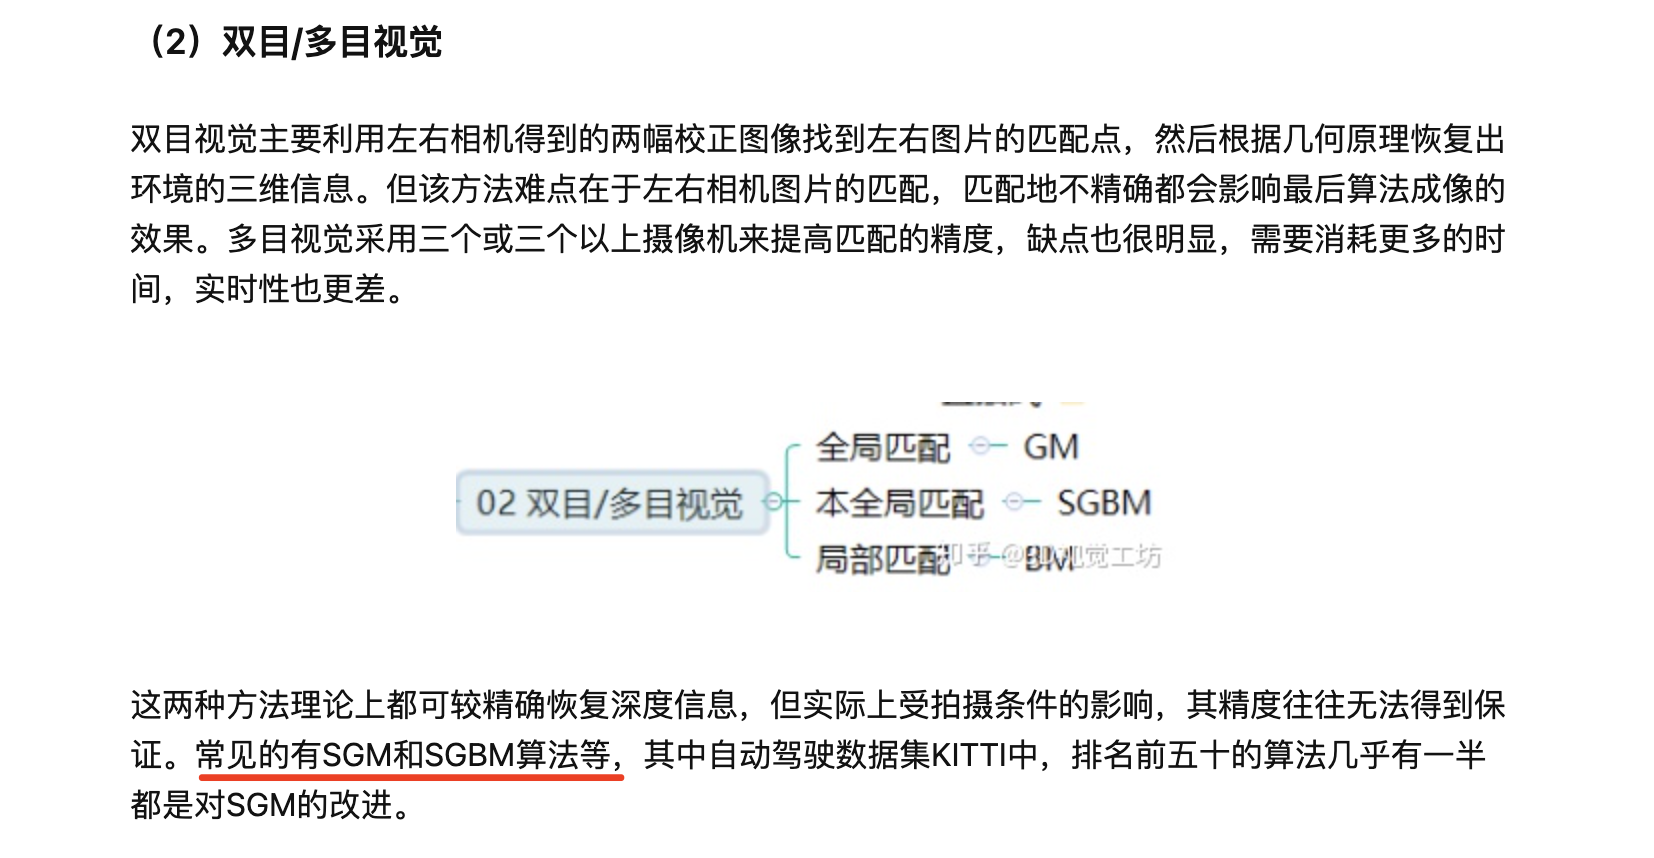 （2）双目/多目视觉
双目视觉主要利用左右相机得到的两幅校正图像找到左右图片的匹配点，然后根据几何原理恢复出
环境的三维信息。但该方法难点在于左右相机图片的匹配，匹配地不精确都会影响最后算法成像的
效果。多目视觉采用三个或三个以上摄像机来提高匹配的精度，缺点也很明显，需要消耗更多的时
间，实时性也更差。
全局匹配 GM
02 双目/多目视觉
本全局匹配 SGBM
局部匹配 BM
知乎 @3D视觉工坊
这两种方法理论上都可较精确恢复深度信息，但实际上受拍摄条件的影响，其精度往往无法得到保
证。常见的有SGM和SGBM算法等，其中自动驾驶数据集KITTI中，排名前五十的算法几乎有一半
都是对SGM的改进。